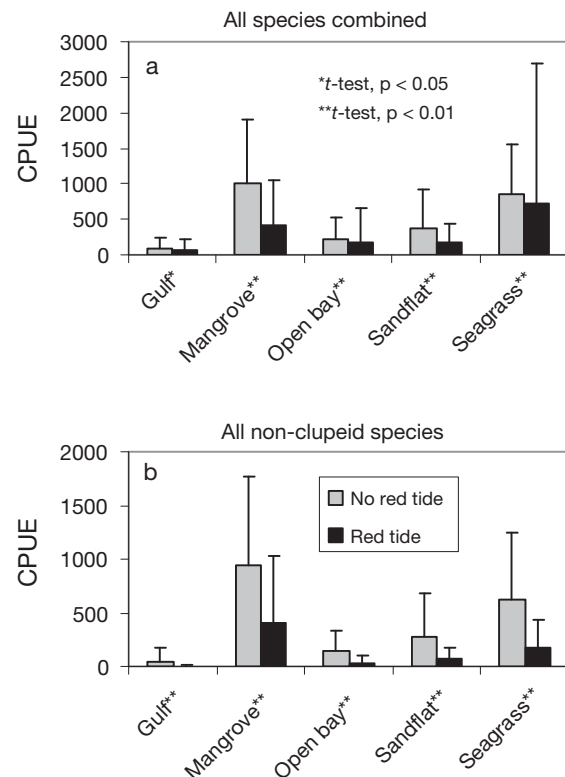 All species combined
a
*t-test, p < 0.05
**t-test, p < 0.01
CPUE
3000
2500
2000
1500
1000
500
0
Gulf*
Mangrove**
Open bay**
Sandflat**
Seagrass**
All non-clupeid species
b
No red tide
Red tide
CPUE
2000
1500
1000
500
0
Gulf**
Mangrove**
Open bay**
Sandflat**
Seagrass**